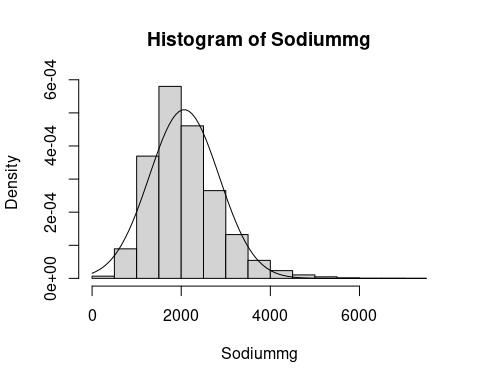 Histogram of Sodiummg
Density
6e-04
4e-04
2e-04
0e+00
0 2000 4000 6000
Sodiummg